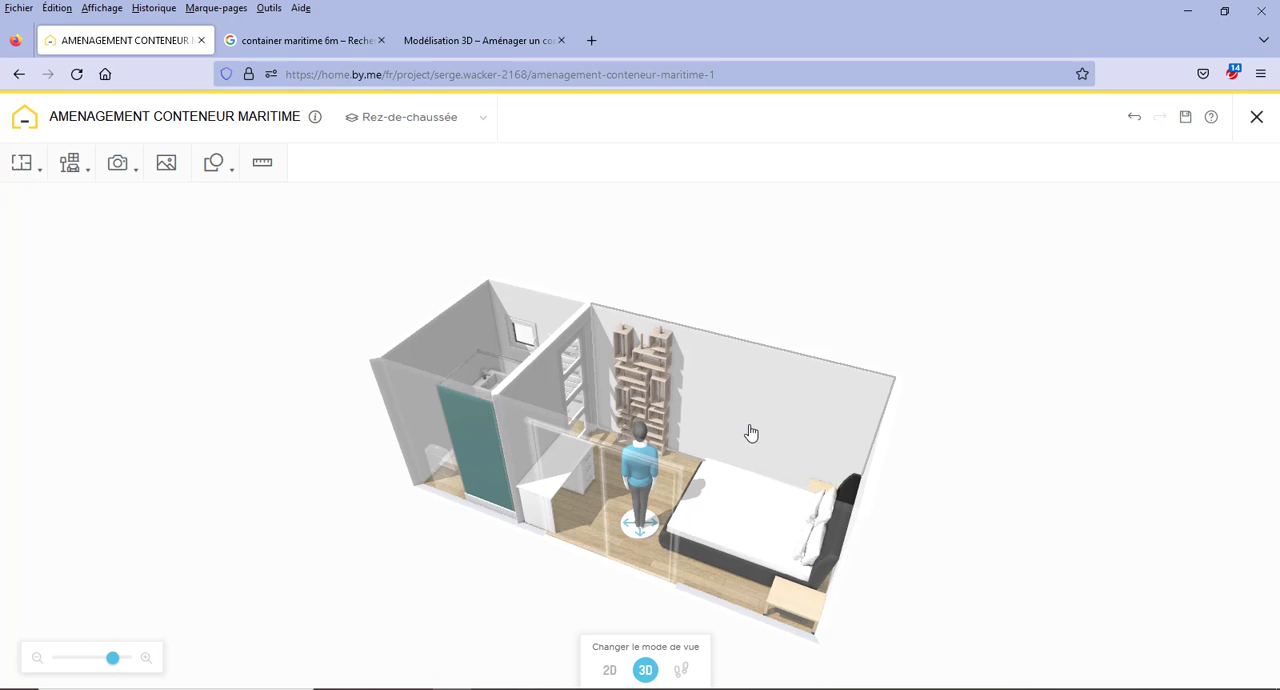 Fichier Édition Affichage Historique Marque-pages Outils Aide
AMENAGEMENT CONTENEUR
container maritime 6m – Reche
Modélisation 3D – Aménager un co
https://home.by.me/fr/project/serge.wacker-2168/amenagement-conteneur-maritime-1
14
AMENAGEMENT CONTENEUR MARITIME
Rez-de-chaussée
Changer le mode de vue
2D 3D